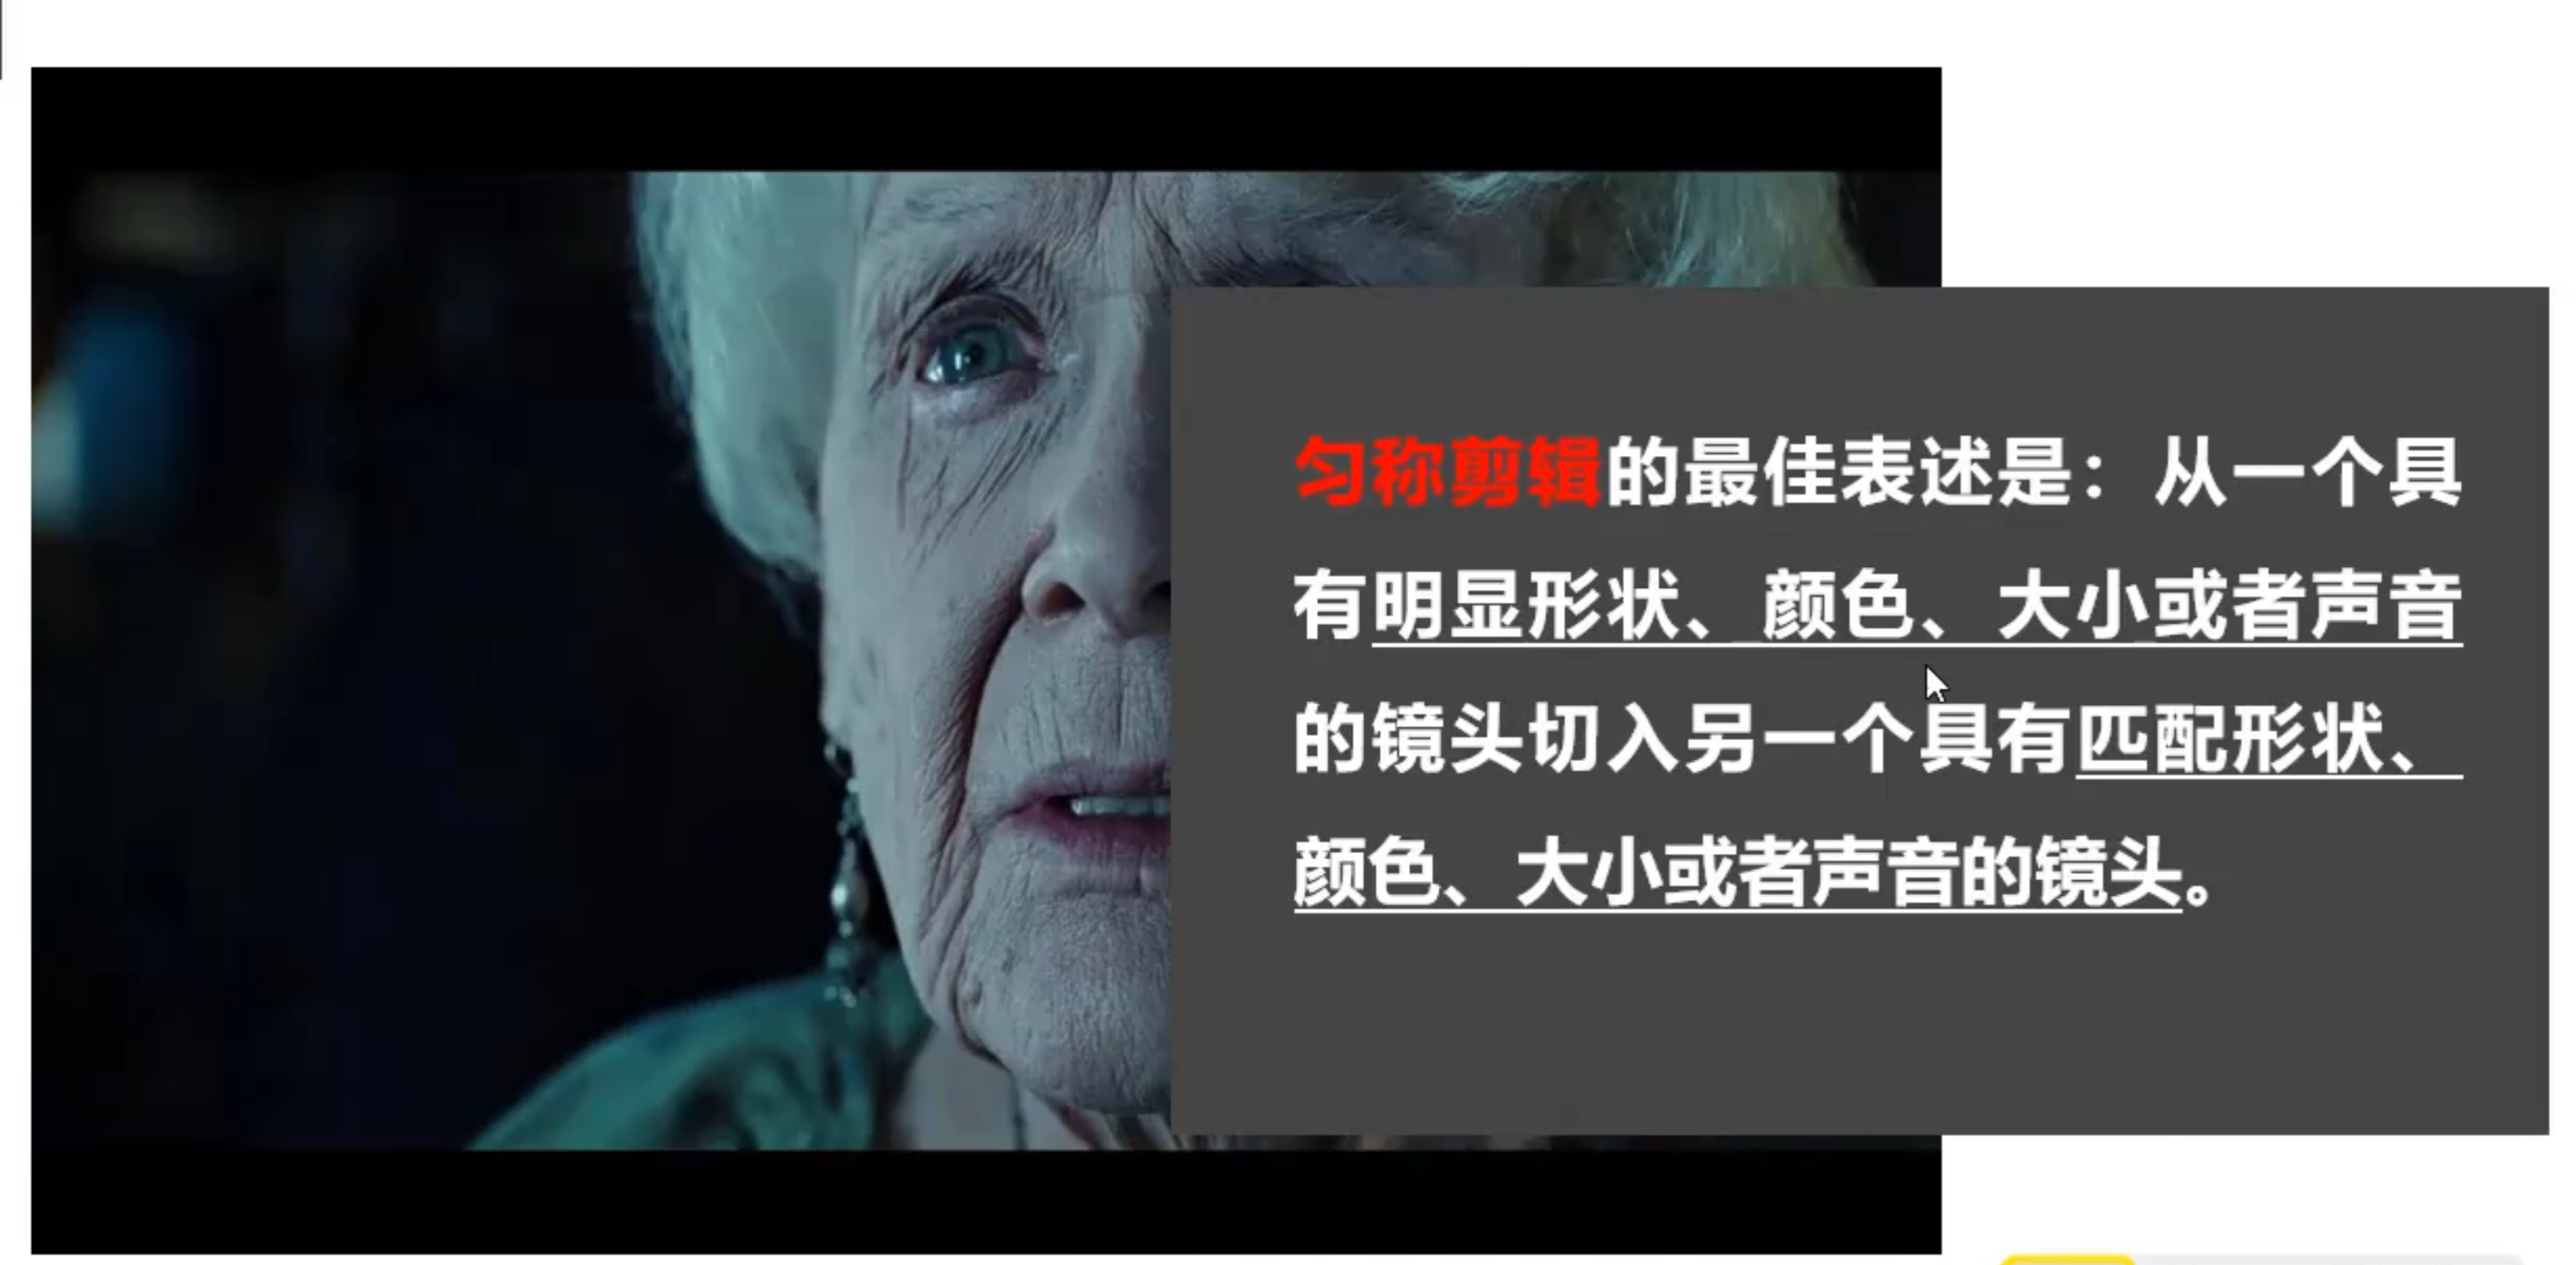 匀称剪辑的最佳表述是：从一个具
有明显形状、颜色、大小或者声音
的镜头切入另一个具有匹配形状、
颜色、大小或者声音的镜头。